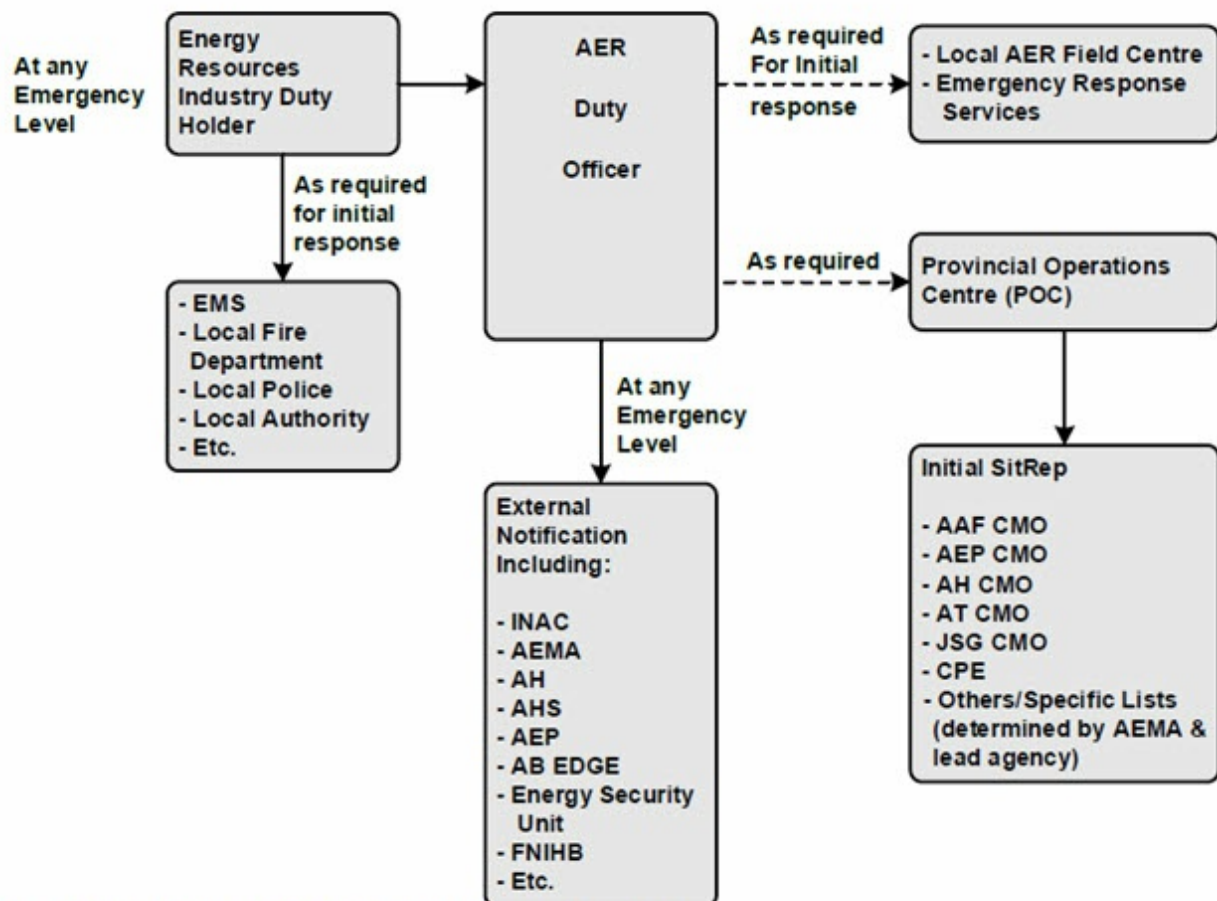 At any
Emergency
Level
Energy
Resources
Industry Duty
Holder
AER
Duty
Officer
As required
For Initial
response
- Local AER Field Centre
- Emergency Response
Services
As required
for initial
response
- EMS
- Local Fire
Department
- Local Police
- Local Authority
- Etc.
As required
Provincial Operations
Centre (POC)
At any
Emergency
Level
External
Notification
Including:
- INAC
- AEMA
- AH
- AHS
- AEP
- AB EDGE
- Energy Security
Unit
- FNIHB
- Etc.
Initial SitRep
- AAF CMO
- AEP CMO
- AH CMO
- AT CMO
- JSG CMO
- CPE
- Others/Specific Lists
(determined by AEMA &
lead agency)